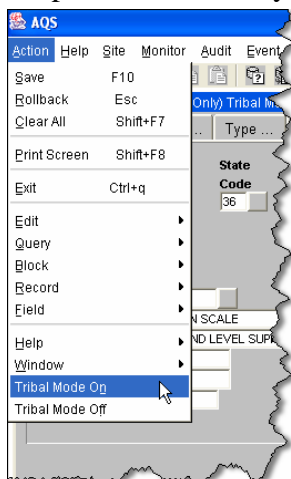 AQS
Action Help Site Monitor Audit Event
Save F10
Rollback Esc
Clear All Shift+F7
Print Screen Shift+F8
Exit Ctrl+q
Edit
Query
Block
Record
Field
Help
Window
Tribal Mode On
Tribal Mode Off
Only) Tribal M
.. Type ...
State
Code
36
N SCALE
ND LEVEL SUP